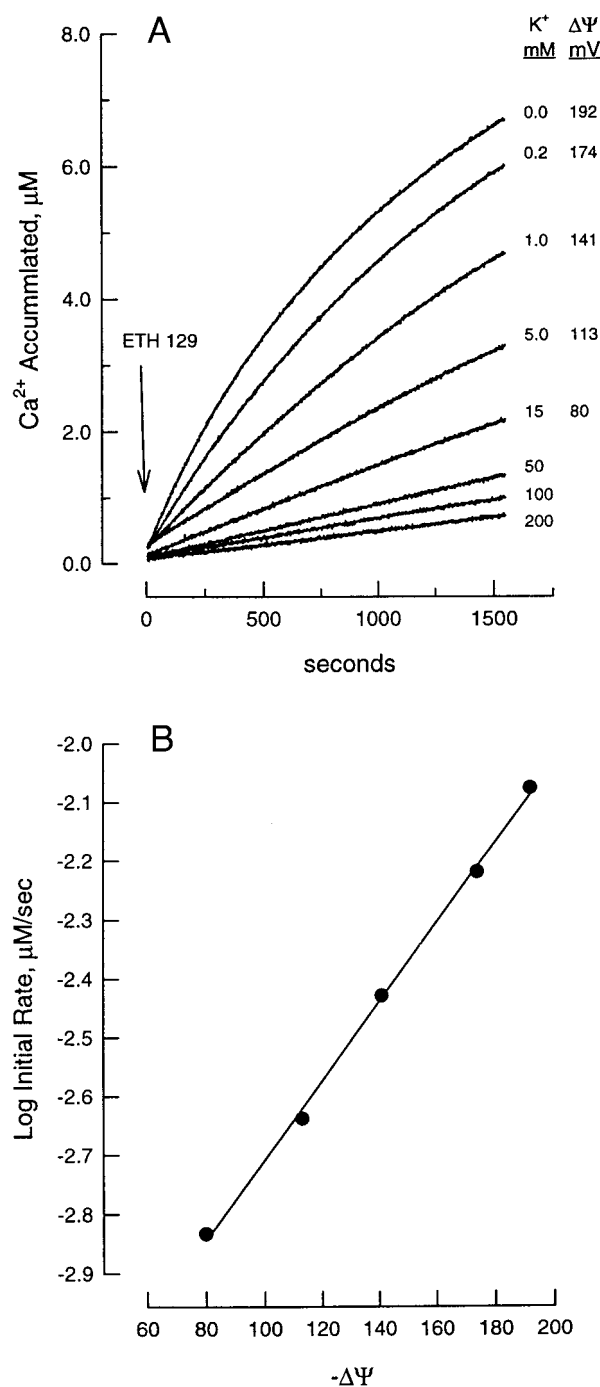 A
K⁺ ΔΨ
mM mV
8.0
0.0 192
0.2 174
6.0
1.0 141
Ca²⁺ Accummlated, µM
4.0
ETH 129
5.0 113
15 80
2.0
50
100
200
0.0
0 500 1000 1500
seconds
B
-2.0
-2.1
-2.2
-2.3
-2.4
-2.5
-2.6
-2.7
-2.8
-2.9
Log Initial Rate, µM/sec
60 80 100 120 140 160 180 200
-ΔΨ